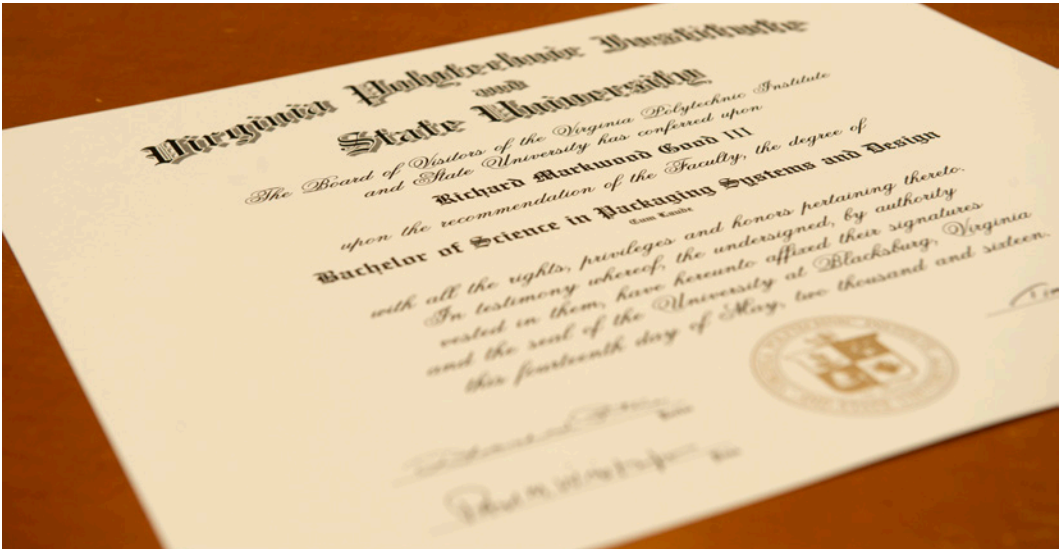 Virginia Polytechnic Institute
and
State University
The Board of Visitors of the Virginia Polytechnic Institute
and State University has conferred upon
Richard Markwood Good III
upon the recommendation of the Faculty, the degree of
Bachelor of Science in Packaging Systems and Design
Cum Laude
with all the rights, privileges and honors pertaining thereto.
In testimony whereof, the undersigned, by authority
vested in them, have hereunto affixed their signatures
and the seal of the University at Blacksburg, Virginia
this fourteenth day of May, two thousand and sixteen.